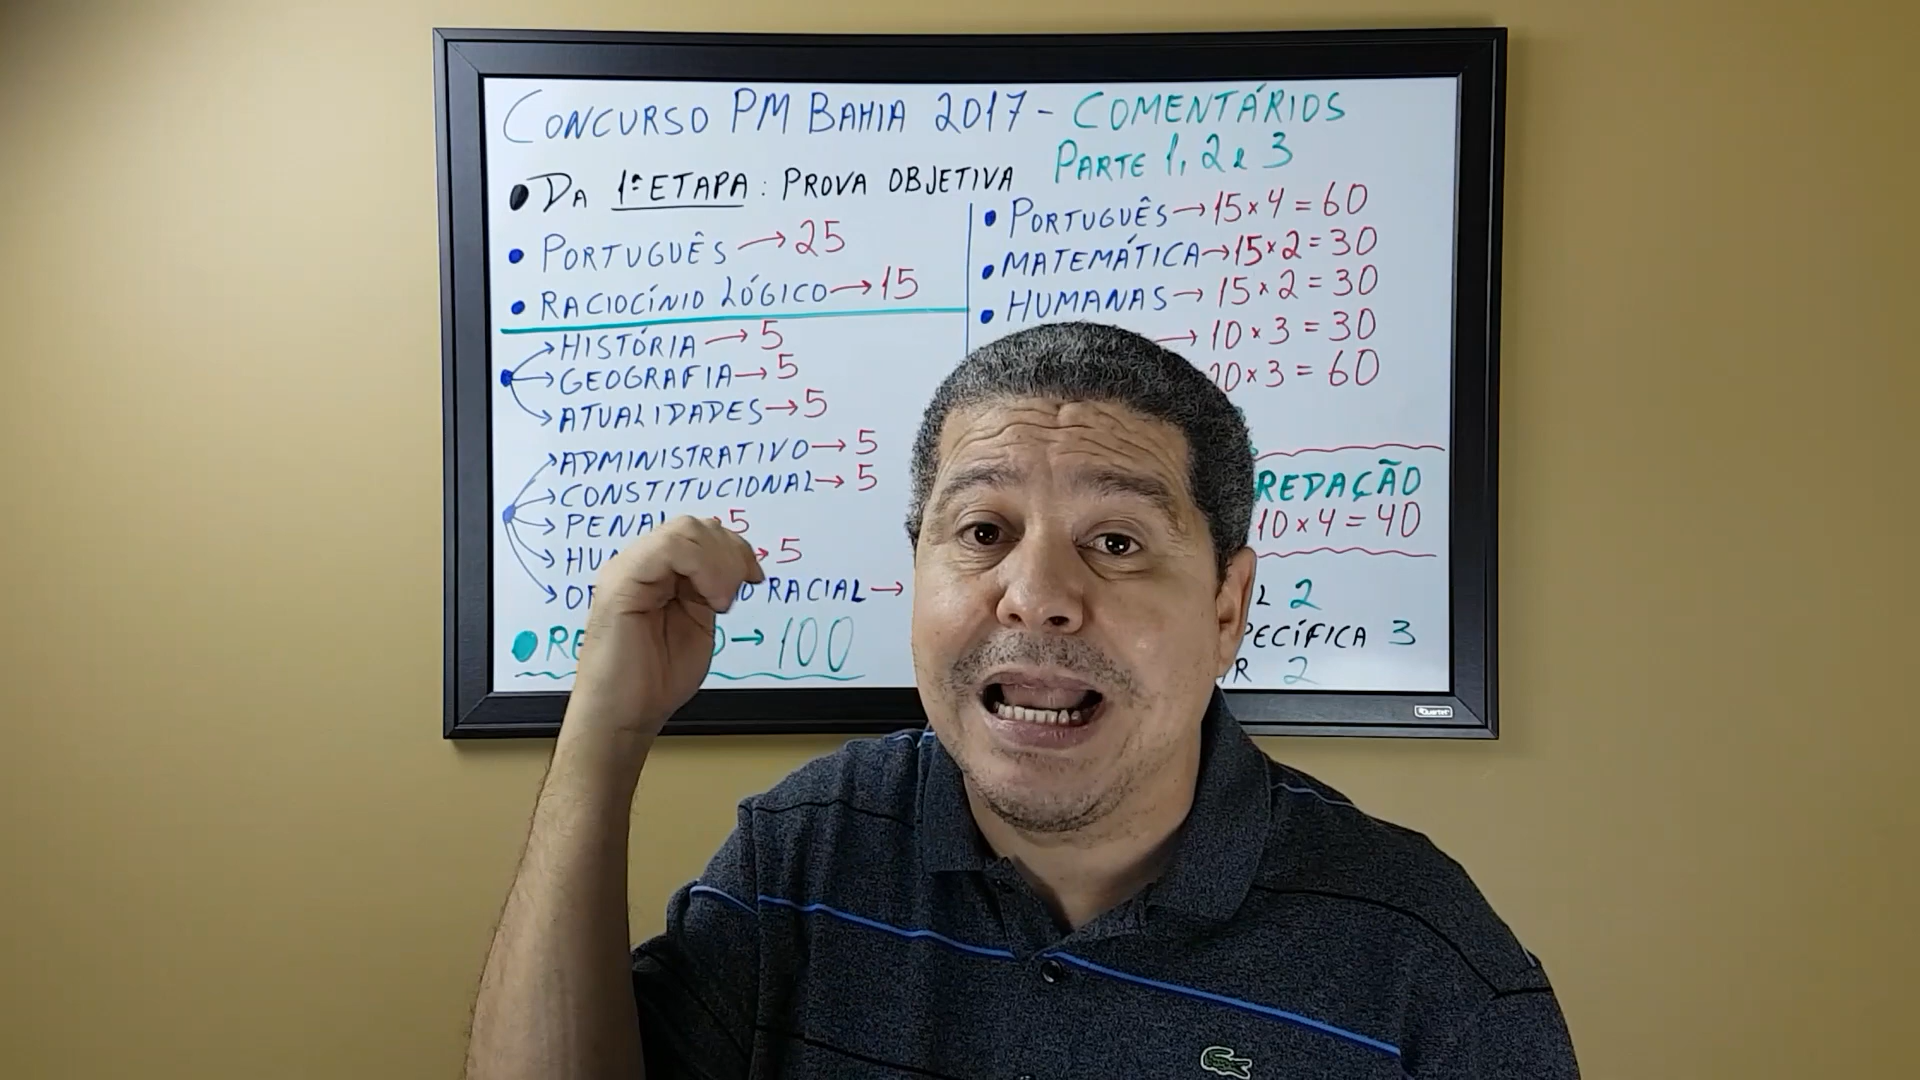 CONCURSO PM BAHIA 2017 - COMENTÁRIOS
PARTE 1, 2 e 3
• DA 1ª ETAPA: PROVA OBJETIVA
• PORTUGUÊS → 25
• RACIOCÍNIO LÓGICO → 15
HISTÓRIA → 5
GEOGRAFIA → 5
ATUALIDADES → 5
ADMINISTRATIVO → 5
CONSTITUCIONAL → 5
PENAL → 5
→ 5
RACIAL →
→ 100
• PORTUGUÊS → 15 x 4 = 60
• MATEMÁTICA → 15 x 2 = 30
• HUMANAS → 15 x 2 = 30
→ 10 x 3 = 30
20 x 3 = 60
REDAÇÃO
10 x 4 = 40
2
3
2
Quartet